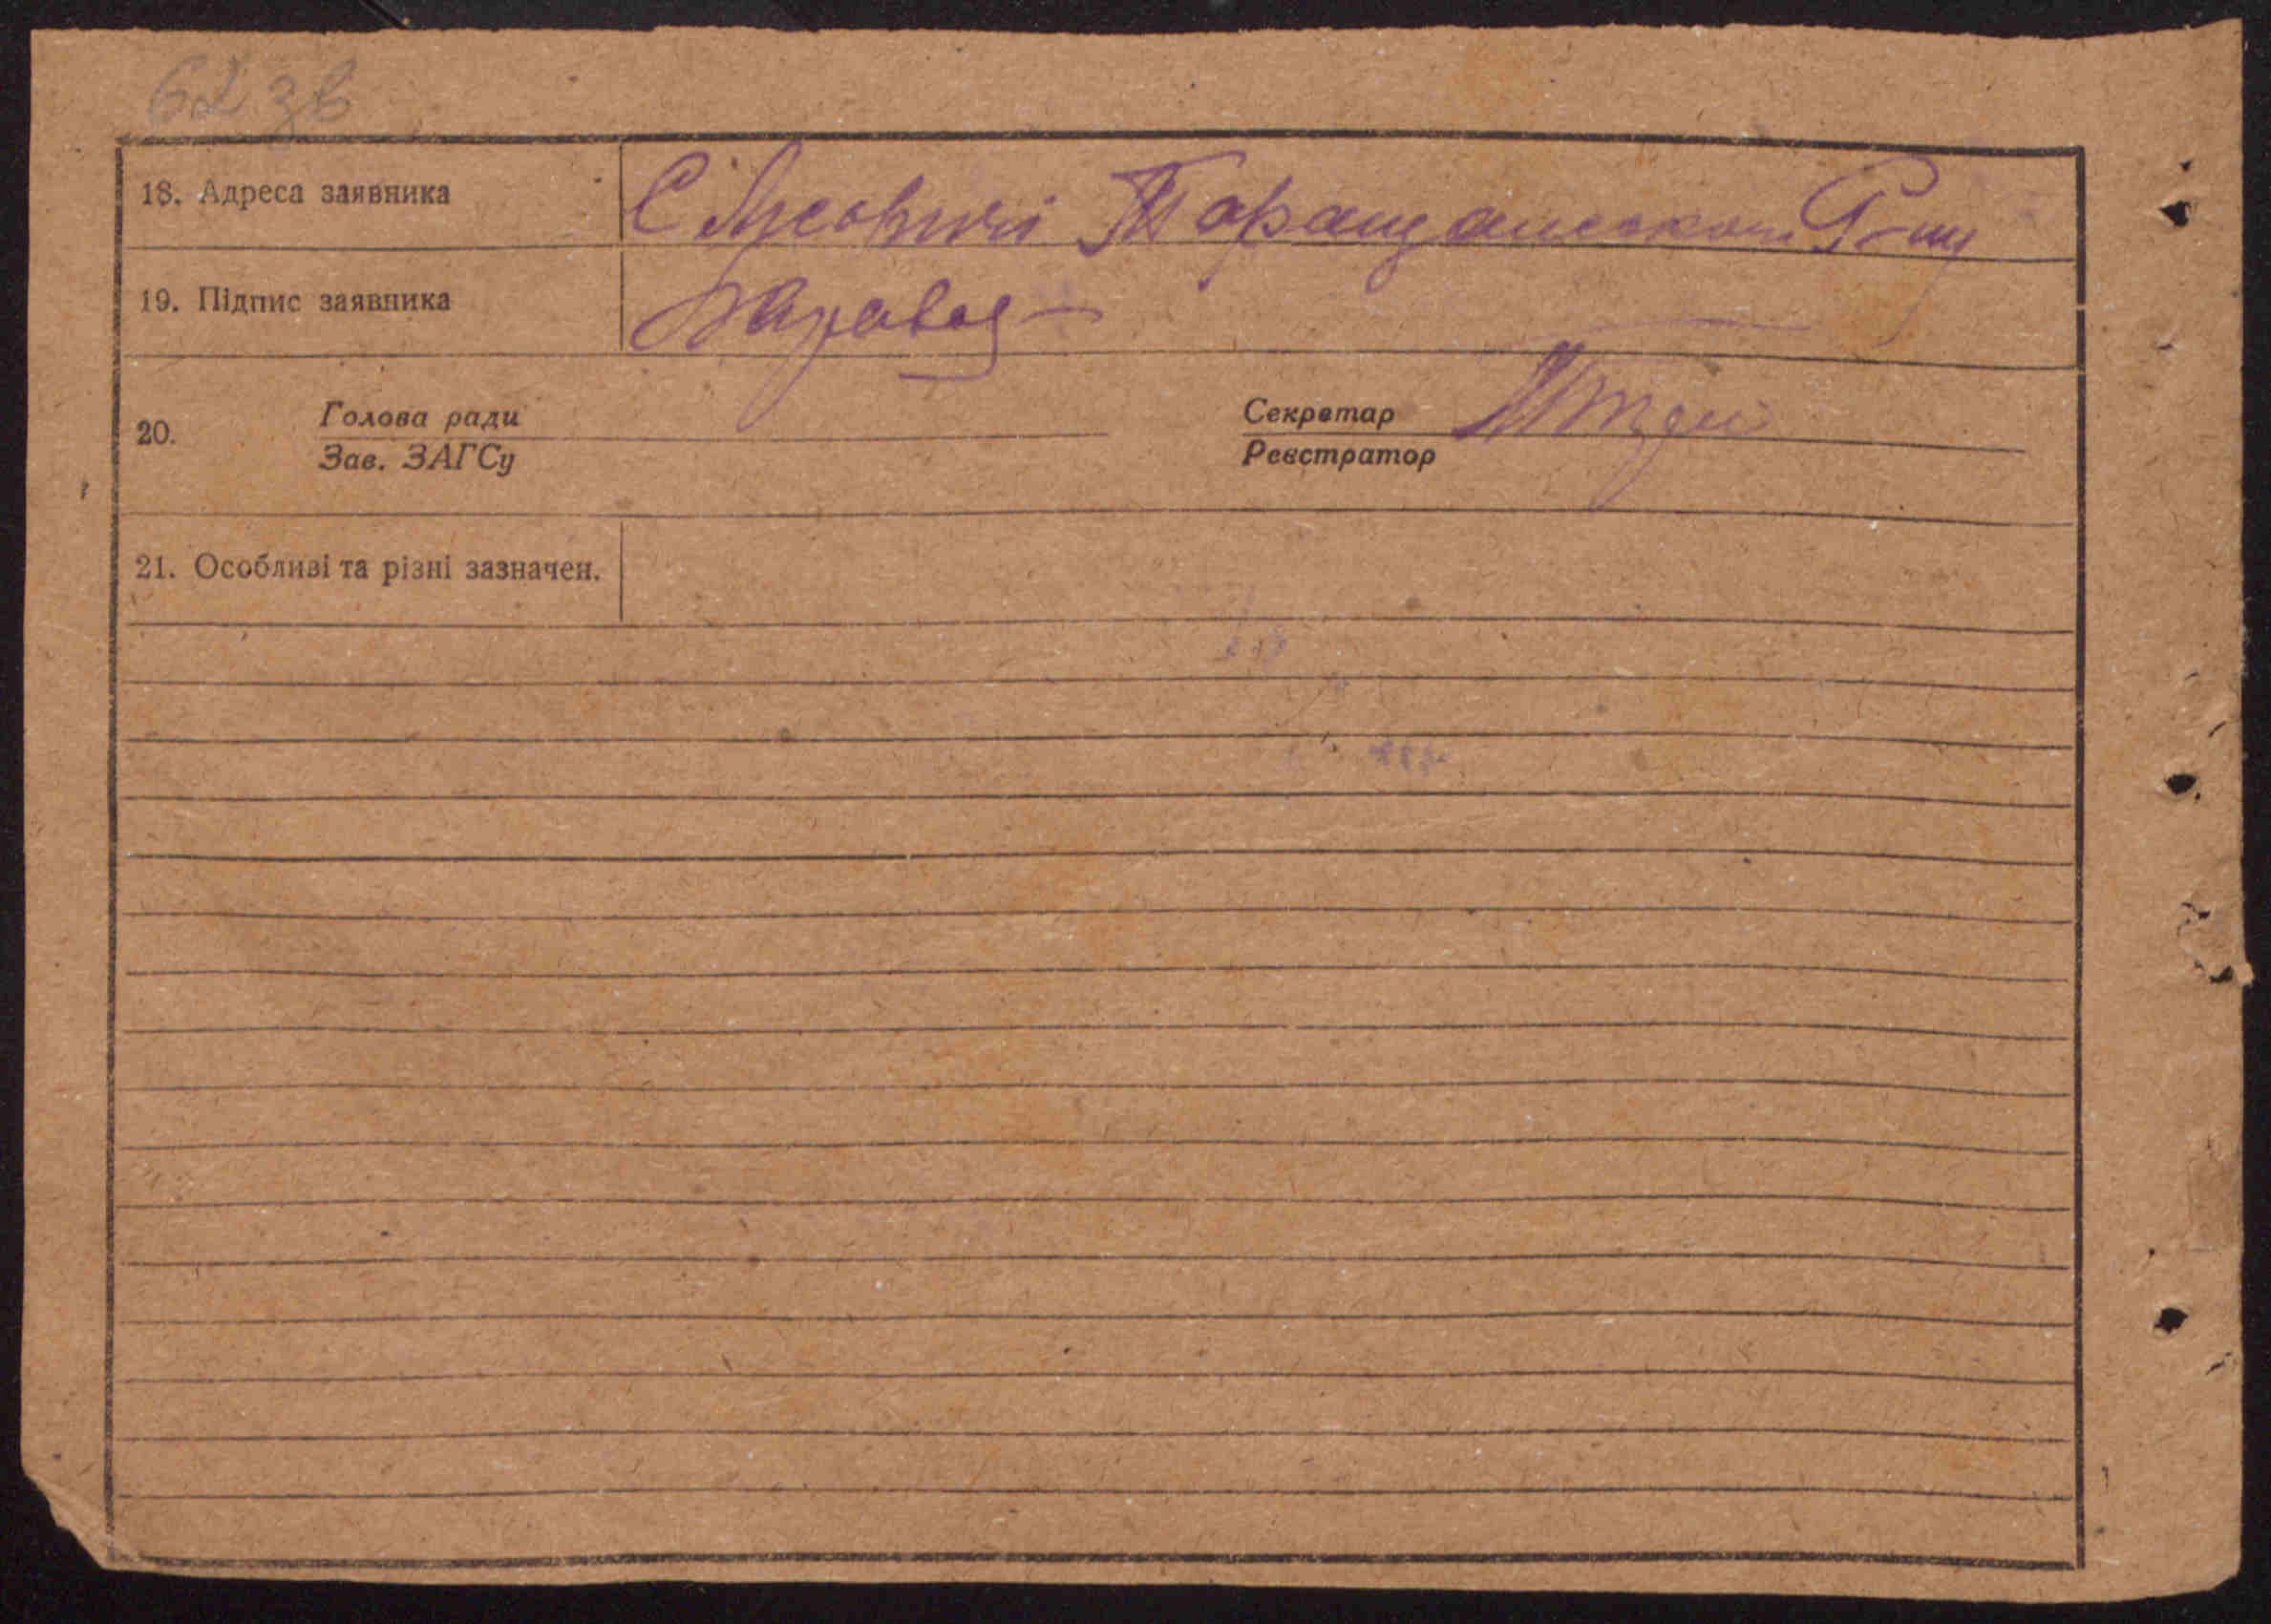 62 зв
18. Адреса заявника С Лисовичі Таращанського Р-ну
19. Підпис заявника
20. Голова ради Секретар
Зав. ЗАГСу Реєстратор
21. Особливі та різні зазначен.